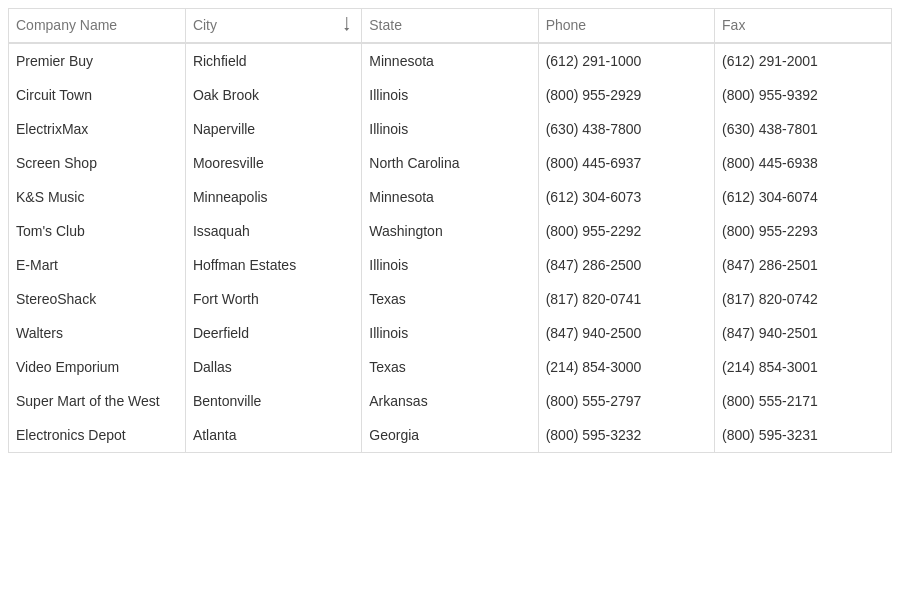 Company Name City State Phone Fax
Premier Buy Richfield Minnesota (612) 291-1000 (612) 291-2001
Circuit Town Oak Brook Illinois (800) 955-2929 (800) 955-9392
ElectrixMax Naperville Illinois (630) 438-7800 (630) 438-7801
Screen Shop Mooresville North Carolina (800) 445-6937 (800) 445-6938
K&S Music Minneapolis Minnesota (612) 304-6073 (612) 304-6074
Tom's Club Issaquah Washington (800) 955-2292 (800) 955-2293
E-Mart Hoffman Estates Illinois (847) 286-2500 (847) 286-2501
StereoShack Fort Worth Texas (817) 820-0741 (817) 820-0742
Walters Deerfield Illinois (847) 940-2500 (847) 940-2501
Video Emporium Dallas Texas (214) 854-3000 (214) 854-3001
Super Mart of the West Bentonville Arkansas (800) 555-2797 (800) 555-2171
Electronics Depot Atlanta Georgia (800) 595-3232 (800) 595-3231